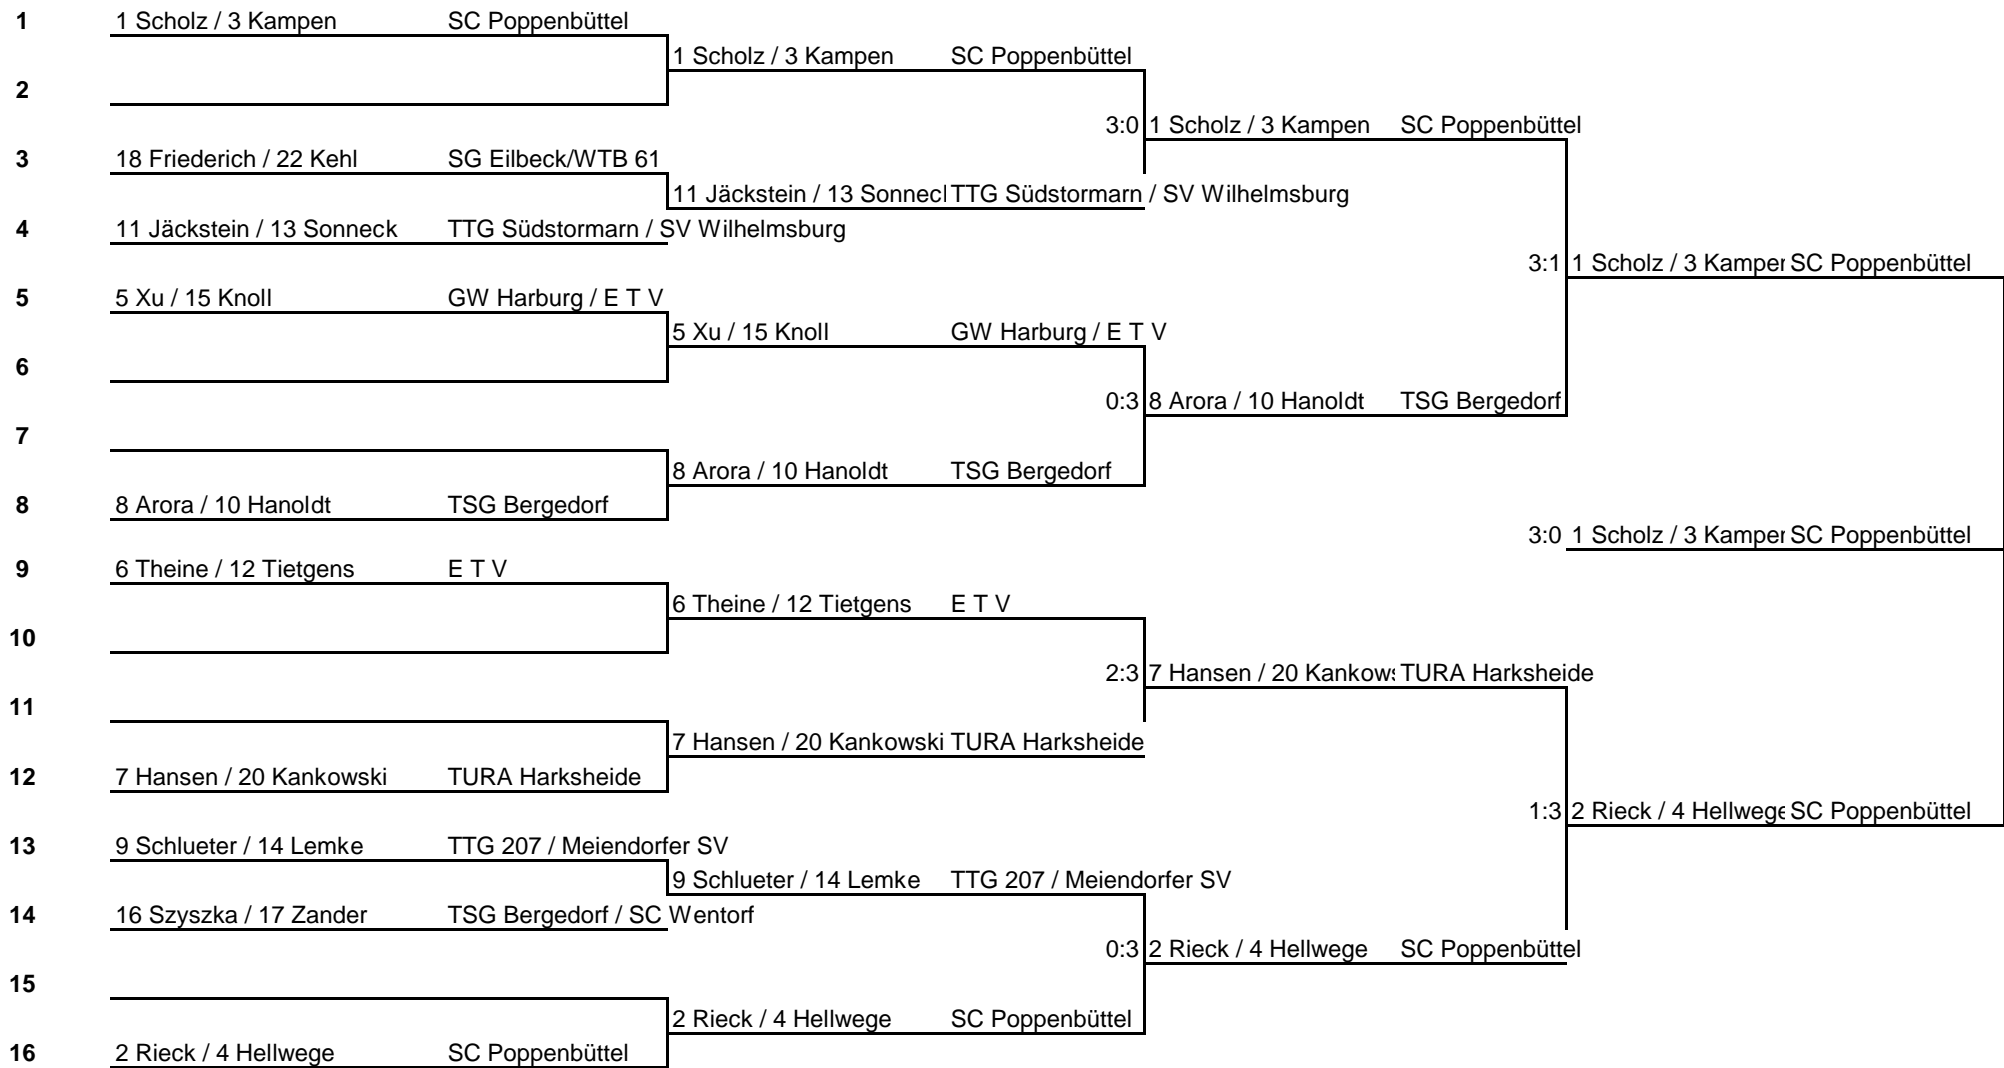 1 1 Scholz / 3 Kampen SC Poppenbüttel
1 Scholz / 3 Kampen SC Poppenbüttel
2
3:0 1 Scholz / 3 Kampen SC Poppenbüttel
3 18 Friederich / 22 Kehl SG Eilbeck/WTB 61
11 Jäckstein / 13 Sonneck TTG Südstormarn / SV Wilhelmsburg
4 11 Jäckstein / 13 Sonneck TTG Südstormarn / SV Wilhelmsburg
3:1 1 Scholz / 3 Kampen SC Poppenbüttel
5 5 Xu / 15 Knoll GW Harburg / E T V
5 Xu / 15 Knoll GW Harburg / E T V
6
0:3 8 Arora / 10 Hanoldt TSG Bergedorf
7
8 Arora / 10 Hanoldt TSG Bergedorf
8 8 Arora / 10 Hanoldt TSG Bergedorf
3:0 1 Scholz / 3 Kampen SC Poppenbüttel
9 6 Theine / 12 Tietgens E T V
6 Theine / 12 Tietgens E T V
10
2:3 7 Hansen / 20 Kankows TURA Harksheide
11
7 Hansen / 20 Kankowski TURA Harksheide
12 7 Hansen / 20 Kankowski TURA Harksheide
1:3 2 Rieck / 4 Hellwege SC Poppenbüttel
13 9 Schlueter / 14 Lemke TTG 207 / Meiendorfer SV
9 Schlueter / 14 Lemke TTG 207 / Meiendorfer SV
14 16 Szyszka / 17 Zander TSG Bergedorf / SC Wentorf
0:3 2 Rieck / 4 Hellwege SC Poppenbüttel
15
2 Rieck / 4 Hellwege SC Poppenbüttel
16 2 Rieck / 4 Hellwege SC Poppenbüttel